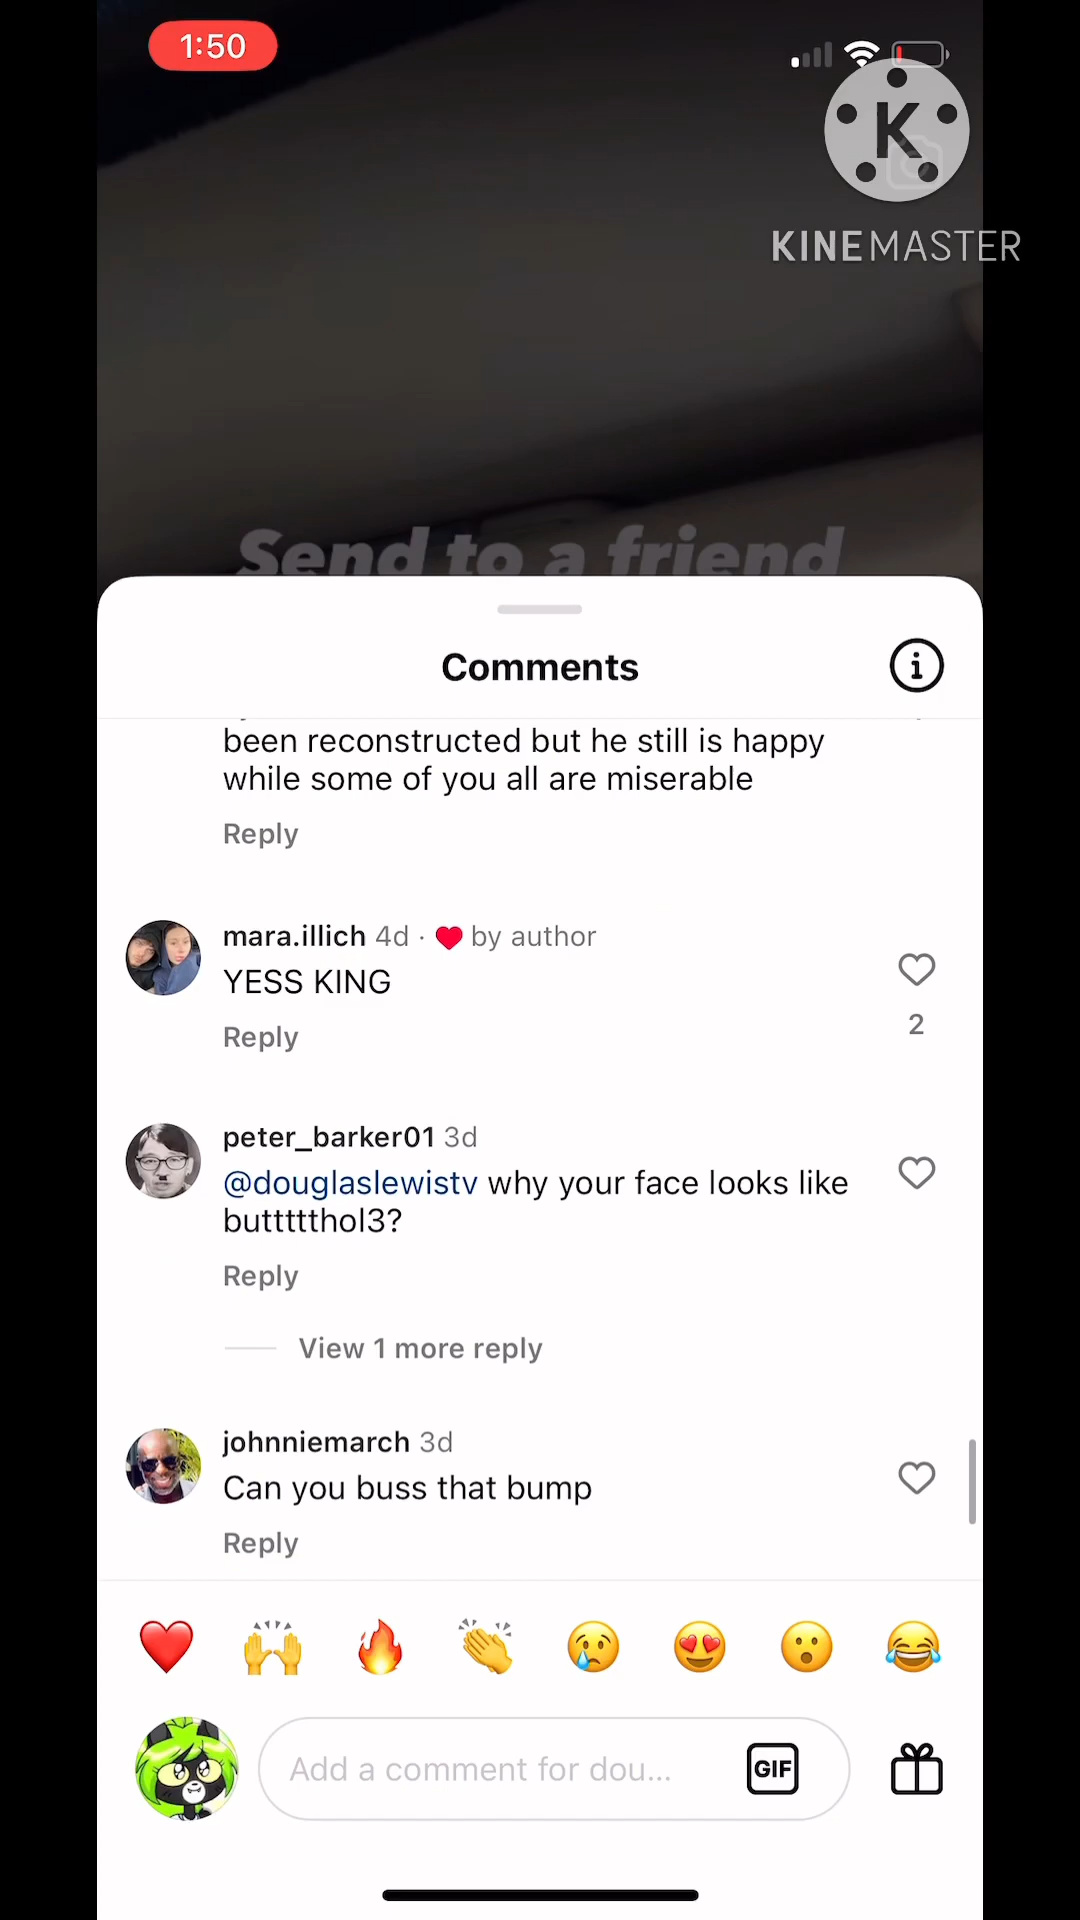 1:50
K
KINEMASTER
Send to a friend
Comments
been reconstructed but he still is happy
while some of you all are miserable
Reply
mara.illich 4d · ❤️ by author
YESS KING
2
Reply
peter_barker01 3d
@douglaslewistv why your face looks like
butttttthol3?
Reply
View 1 more reply
johnniemarch 3d
Can you buss that bump
Reply
❤️ 🙌 🔥 👏 😢 😍 😮 😂
Add a comment for dou...
GIF